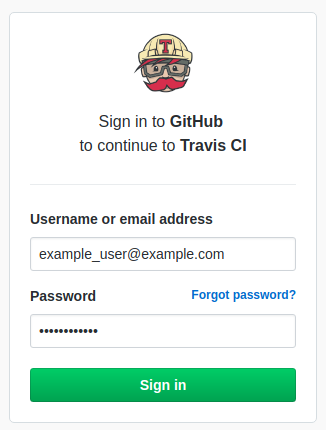 T
Sign in to GitHub
to continue to Travis CI
Username or email address
example_user@example.com
Password Forgot password?
••••••••••••
Sign in